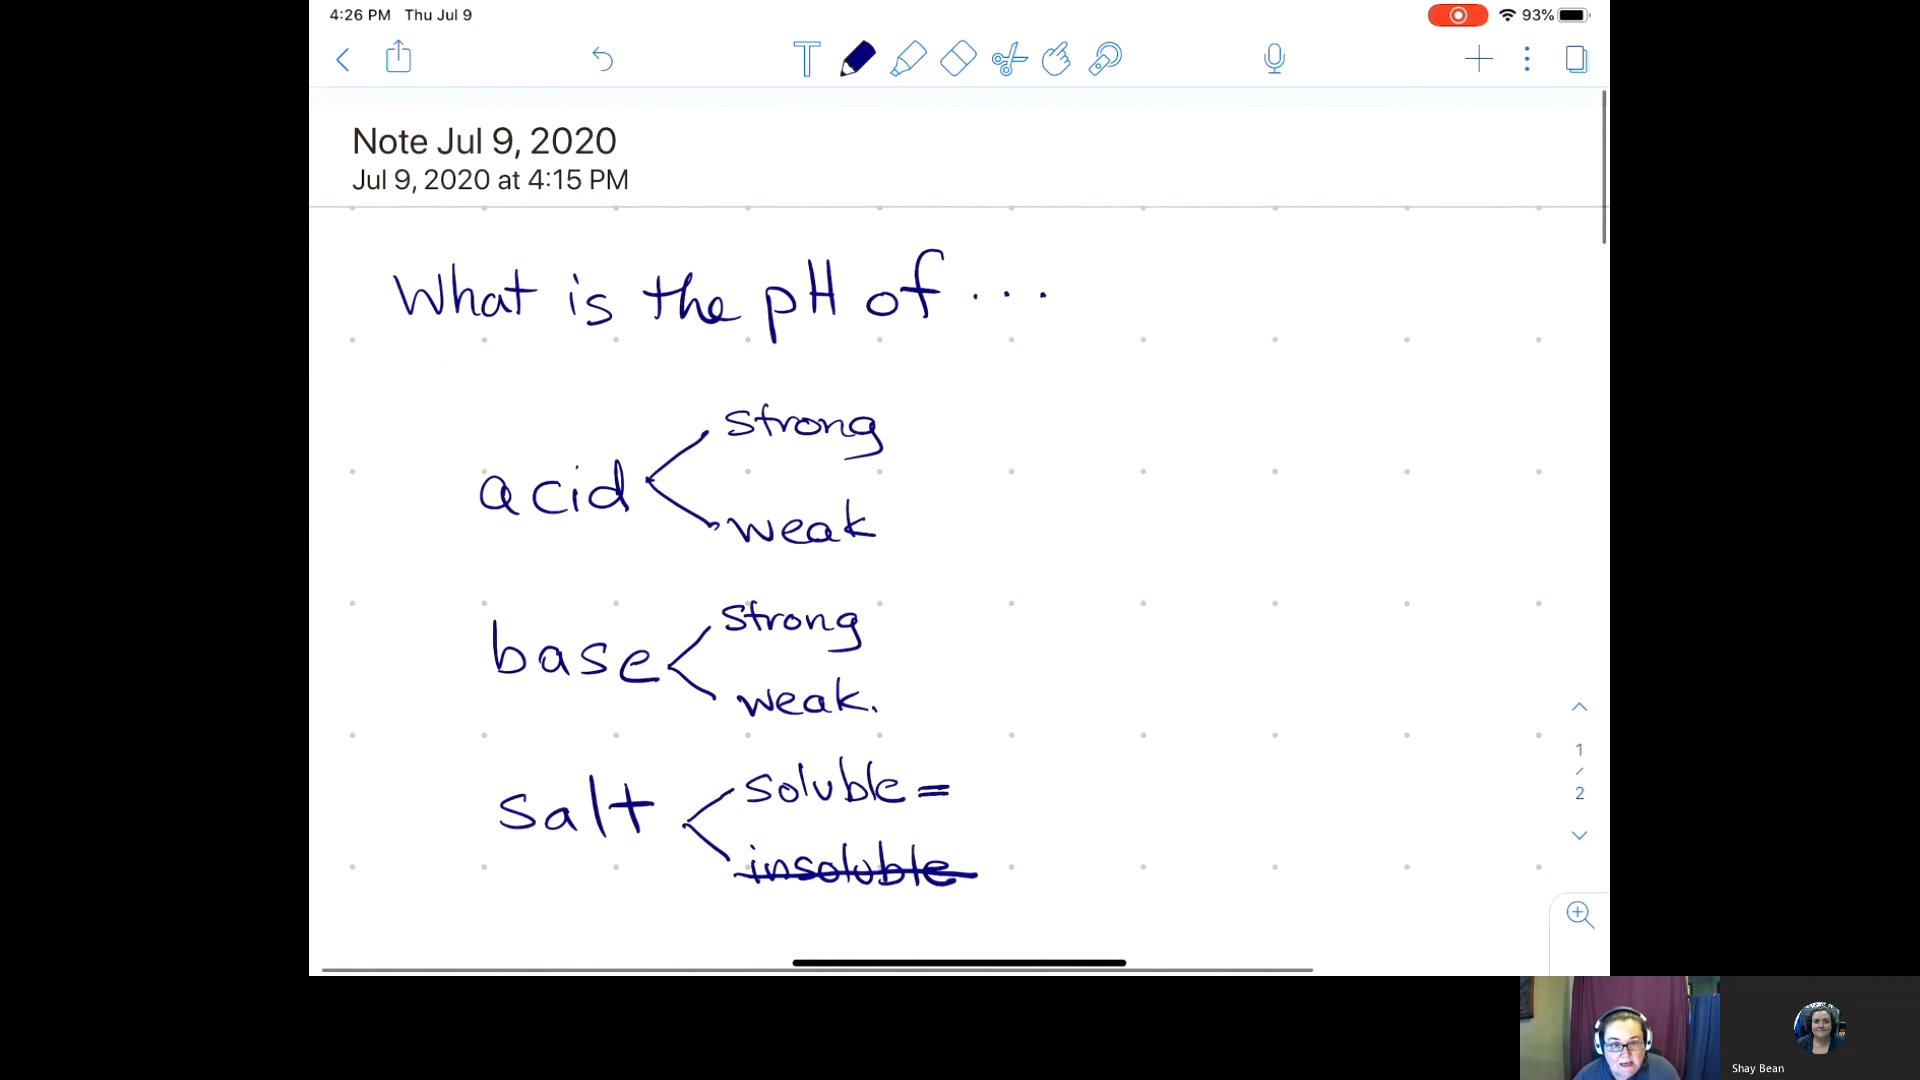 4:26 PM Thu Jul 9
93%
Note Jul 9, 2020
Jul 9, 2020 at 4:15 PM
What is the pH of ...
strong
acid
weak
strong
base
weak.
soluble =
salt
insoluble
1
/
2
Shay Bean